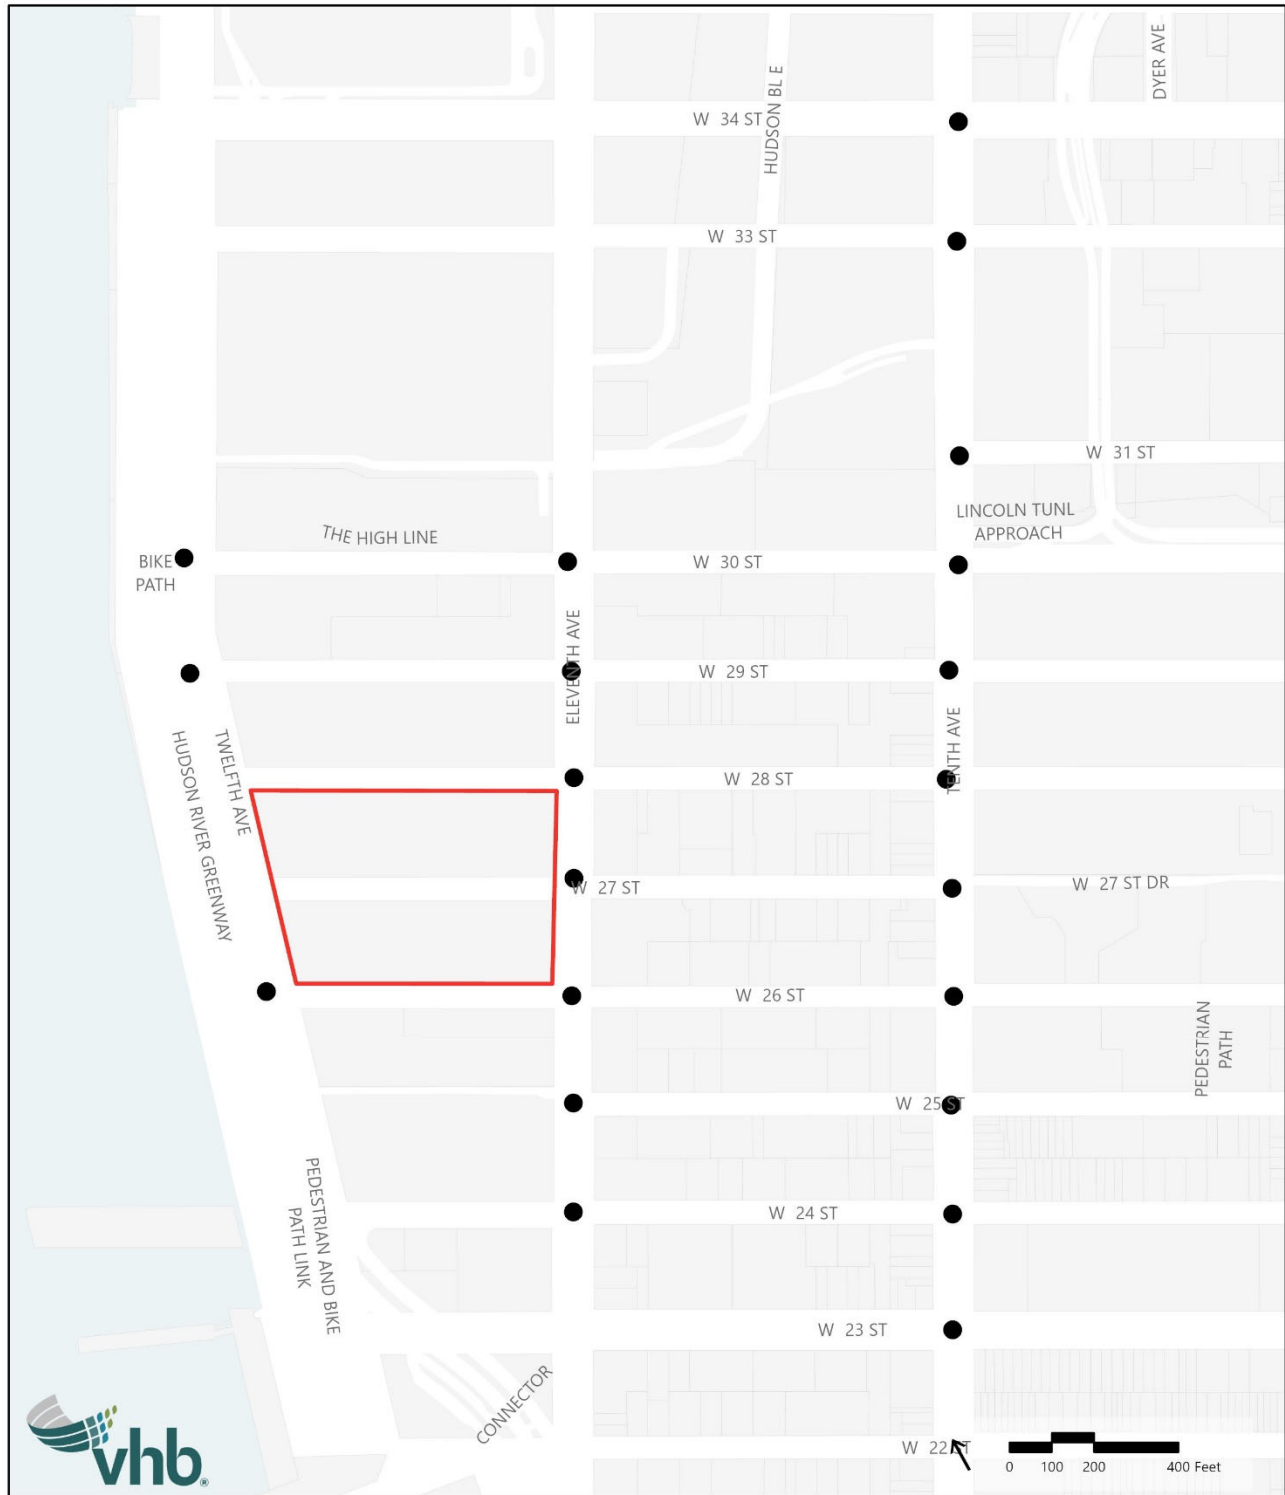 DYER AVE
HUDSON BL E
W 34 ST
W 33 ST
W 31 ST
LINCOLN TUNL
APPROACH
THE HIGH LINE
BIKE
PATH
W 30 ST
ELEVENTH AVE
W 29 ST
TENTH AVE
TWELFTH AVE
HUDSON RIVER GREENWAY
W 28 ST
W 27 ST
W 27 ST DR
W 26 ST
PEDESTRIAN
PATH
W 25 ST
PEDESTRIAN AND BIKE
PATH LINK
W 24 ST
W 23 ST
CONNECTOR
W 22 ST
vhb®
0 100 200 400 Feet